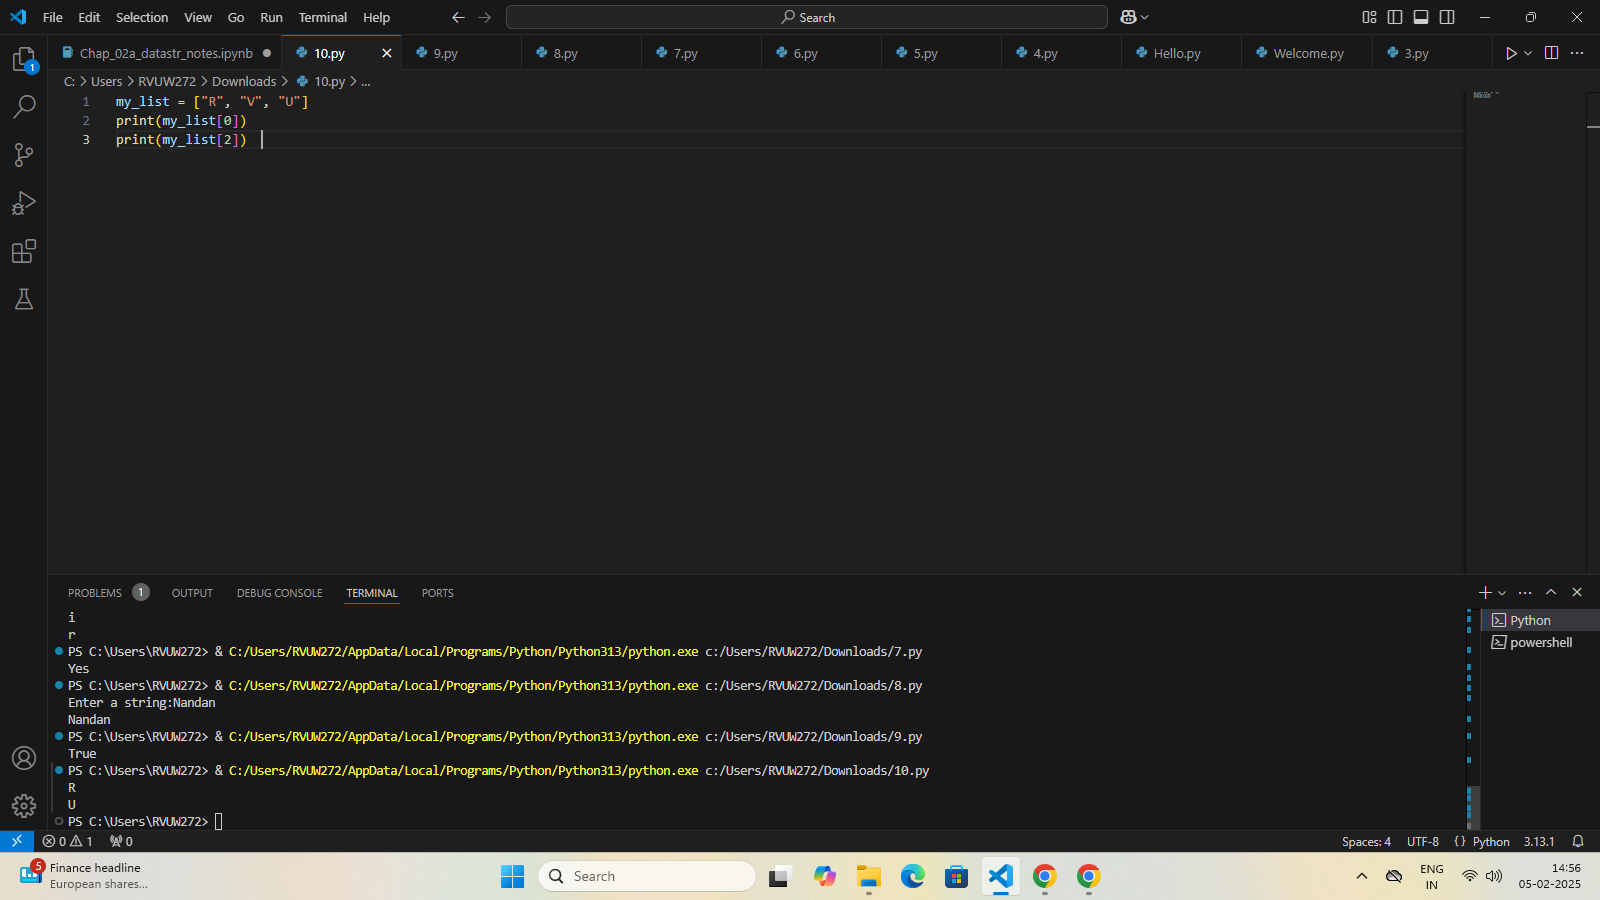 File Edit Selection View Go Run Terminal Help Search
1
Chap_02a_datastr_notes.ipynb 10.py 9.py 8.py 7.py 6.py 5.py 4.py Hello.py Welcome.py 3.py
C: > Users > RVUW272 > Downloads > 10.py > ...
1 my_list = ["R", "V", "U"]
2 print(my_list[0])
3 print(my_list[2])
PROBLEMS 1 OUTPUT DEBUG CONSOLE TERMINAL PORTS
i
r
PS C:\Users\RVUW272> & C:/Users/RVUW272/AppData/Local/Programs/Python/Python313/python.exe c:/Users/RVUW272/Downloads/7.py
Yes
PS C:\Users\RVUW272> & C:/Users/RVUW272/AppData/Local/Programs/Python/Python313/python.exe c:/Users/RVUW272/Downloads/8.py
Enter a string:Nandan
Nandan
PS C:\Users\RVUW272> & C:/Users/RVUW272/AppData/Local/Programs/Python/Python313/python.exe c:/Users/RVUW272/Downloads/9.py
True
PS C:\Users\RVUW272> & C:/Users/RVUW272/AppData/Local/Programs/Python/Python313/python.exe c:/Users/RVUW272/Downloads/10.py
R
U
PS C:\Users\RVUW272>
Python
powershell
0 1 0 Spaces: 4 UTF-8 {} Python 3.13.1
5 Finance headline
European shares...
Search
ENG
IN
14:56
05-02-2025